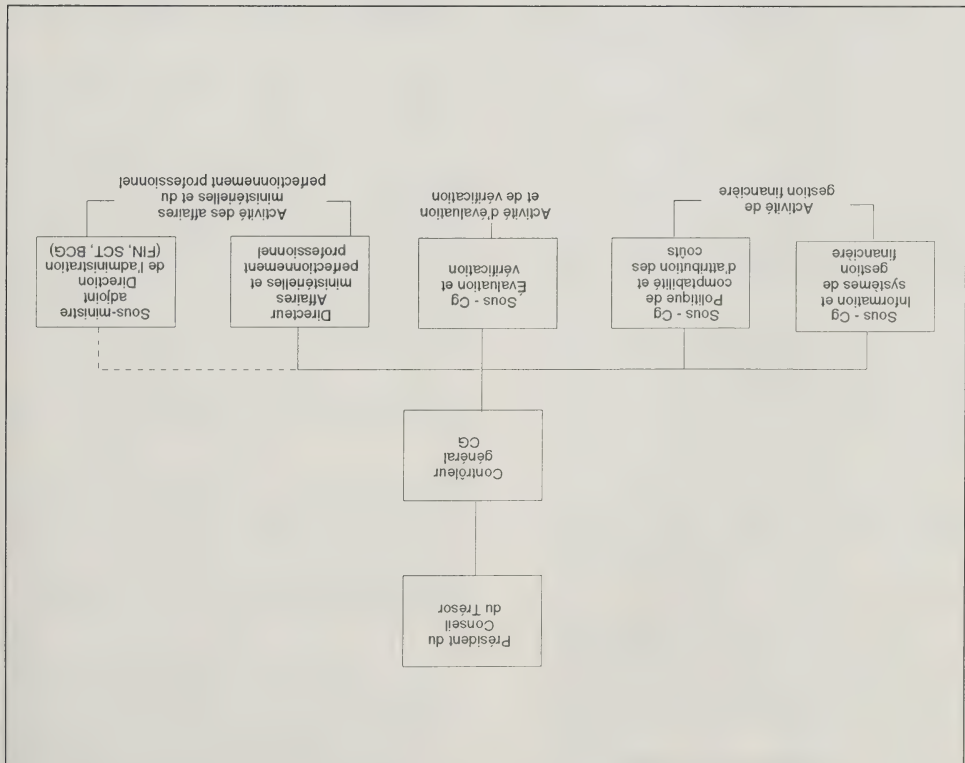 Président du
Conseil
du Trésor
Contrôleur
général
CG
Sous - Cg
Information et
systèmes de
gestion
financière
Sous - Cg
Politique de
comptabilité et
d'attribution des
coûts
Sous - Cg
Évaluation et
vérification
Directeur
Affaires
ministérielles et
perfectionnement
professionnel
Sous-ministre
adjoint
Direction
de l'administration
(FIN, SCT, BCG)
Activité de
gestion financière
Activité d'évaluation
et de vérification
Activité des affaires
ministérielles et du
perfectionnement professionnel